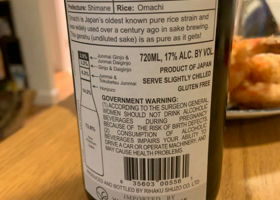 Prefecture: Shimane Rice: Omachi
Omachi is Japan's oldest known pure rice strain and
was widely used over a century ago in sake brewing.
This genshu (undiluted sake) is as pure as it gets!
Junmai Ginjo &
Ginjo
Junmai Daiginjo
& Daiginjo
Junmai &
Tokubetsu Junmai
Honjozo
720ML, 17% ALC. BY VOL
PRODUCT OF JAPAN
SERVE SLIGHTLY CHILLED
GLUTEN FREE
GOVERNMENT WARNING:
(1) ACCORDING TO THE SURGEON GENERAL
WOMEN SHOULD NOT DRINK ALCOHOLIC
BEVERAGES DURING PREGNANCY
BECAUSE OF THE RISK OF BIRTH DEFECTS
(2) CONSUMPTION OF ALCOHOLIC
BEVERAGES IMPAIRS YOUR ABILITY TO
DRIVE A CAR OR OPERATE MACHINERY, AND
MAY CAUSE HEALTH PROBLEMS.
PRODUCED AND BOTTLED BY RIHAKU SHUZO CO. LTD.
IMPORTED BY